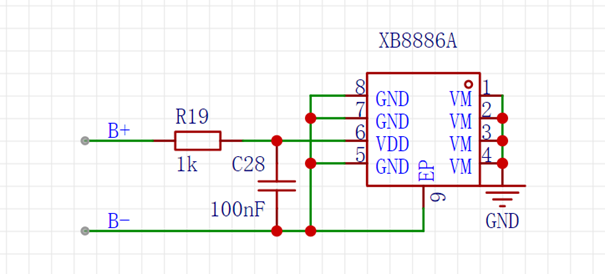 XB8886A
R19
1k
B+
B-
C28
100nF
8 GND VM 1
7 GND VM 2
6 VDD VM 3
5 GND VM 4
EP
9
GND